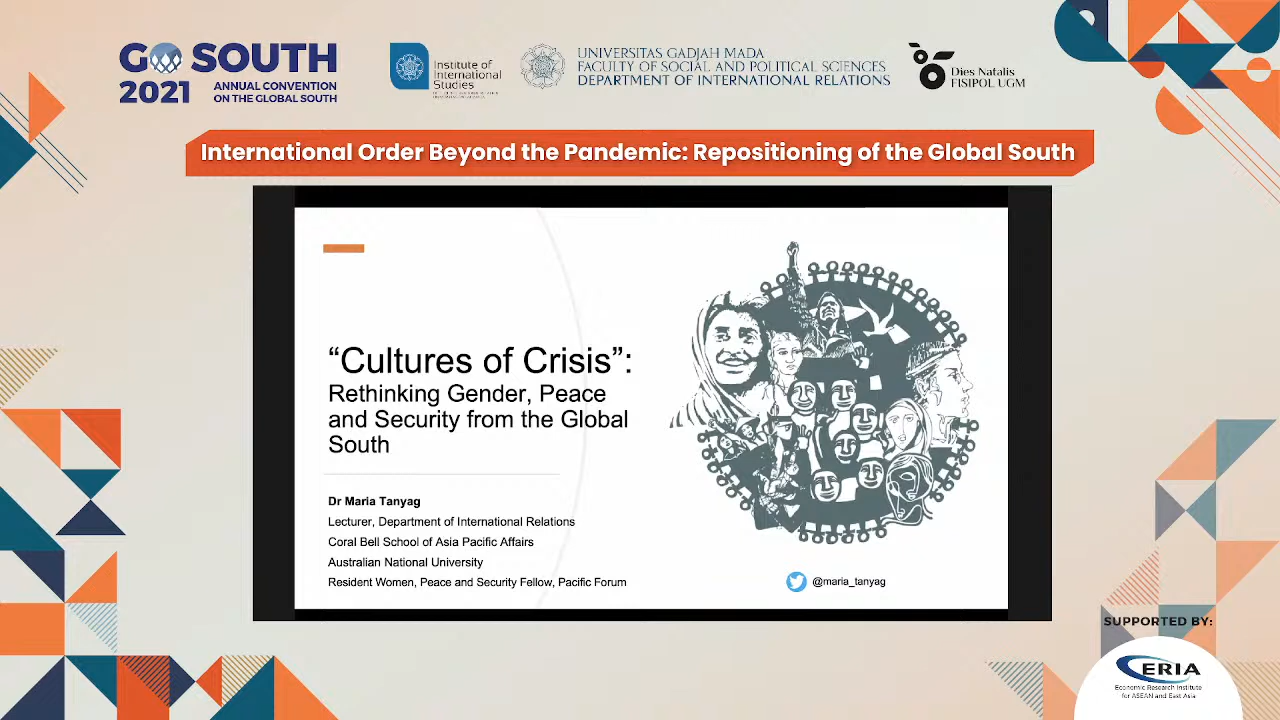 GO SOUTH
2021 ANNUAL CONVENTION
ON THE GLOBAL SOUTH
Institute of
International
Studies
UNIVERSITAS GADJAH MADA
FACULTY OF SOCIAL AND POLITICAL SCIENCES
DEPARTMENT OF INTERNATIONAL RELATIONS
Dies Natalis
FISIPOL UGM
International Order Beyond the Pandemic: Repositioning of the Global South
“Cultures of Crisis”:
Rethinking Gender, Peace
and Security from the Global
South
Dr Maria Tanyag
Lecturer, Department of International Relations
Coral Bell School of Asia Pacific Affairs
Australian National University
Resident Women, Peace and Security Fellow, Pacific Forum
@maria_tanyag
SUPPORTED BY:
ERIA
Economic Research Institute
for ASEAN and East Asia